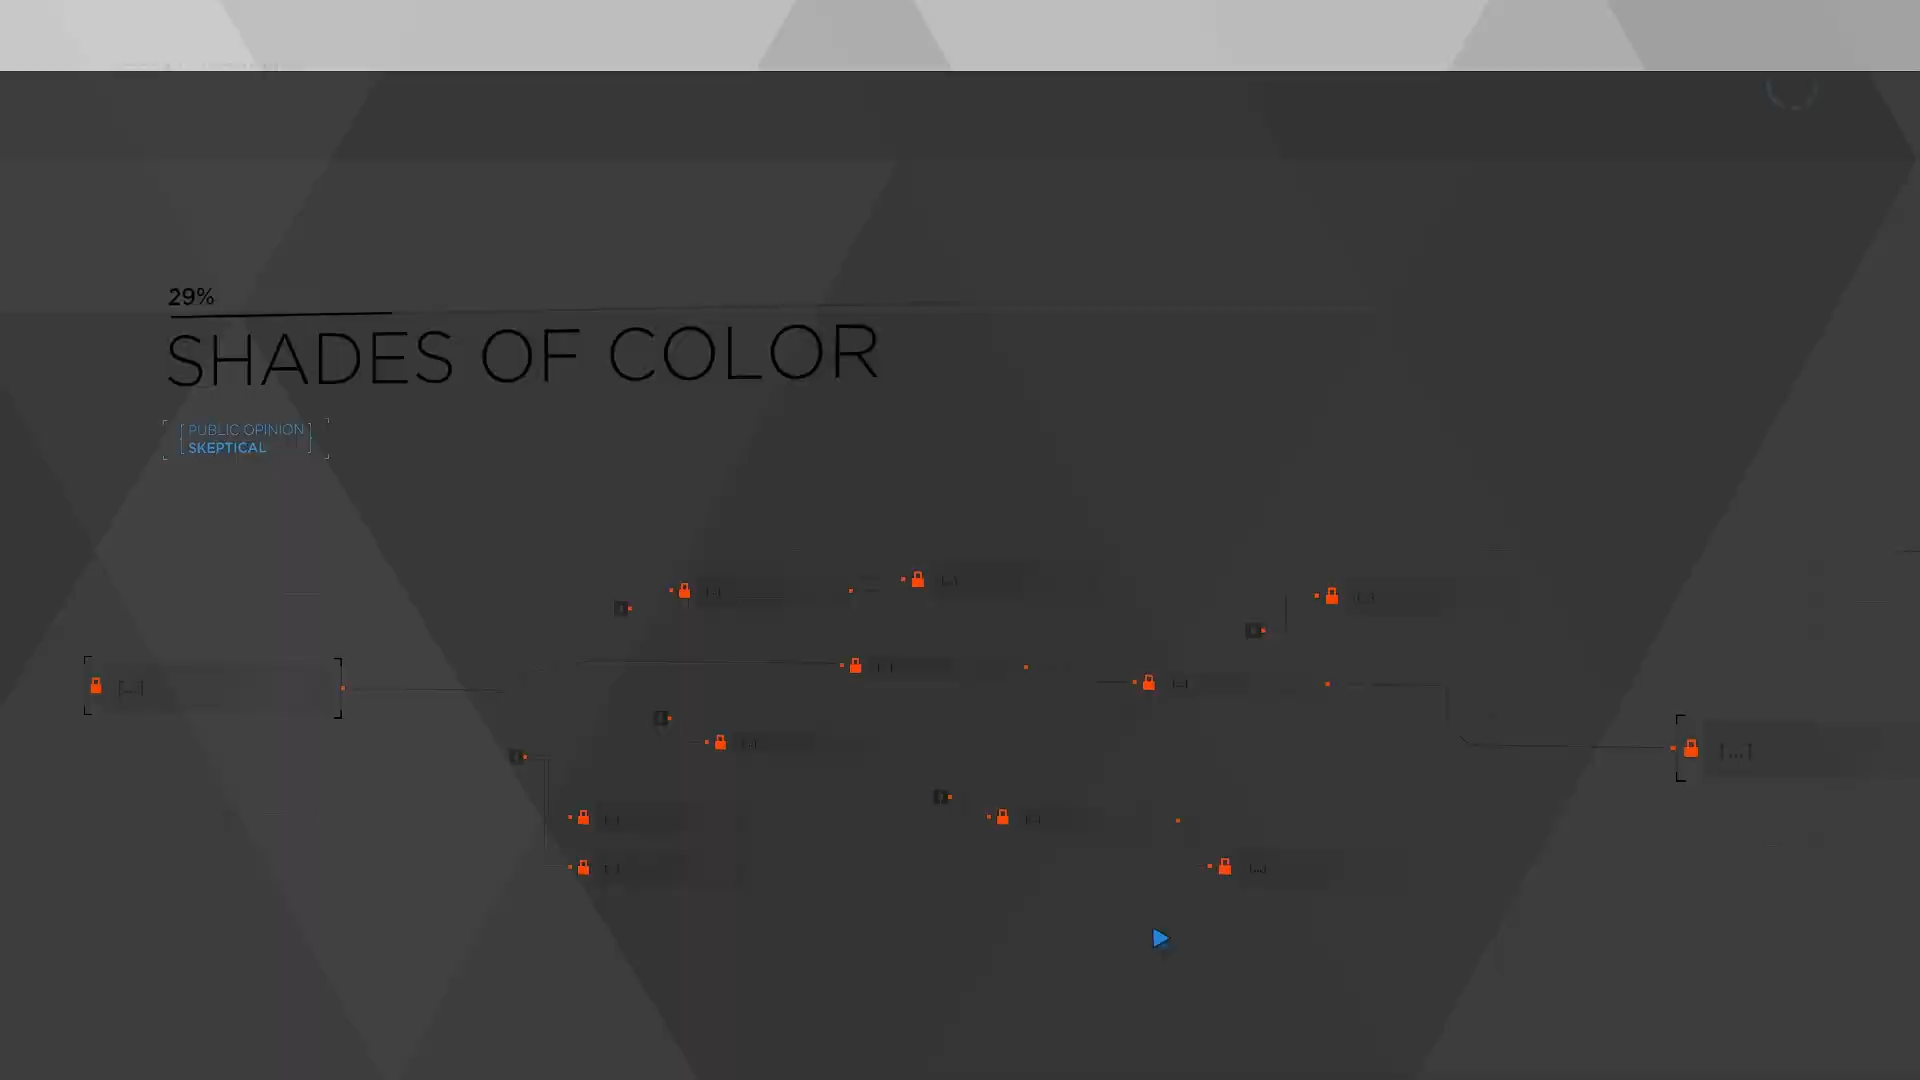 29%
SHADES OF COLOR
PUBLIC OPINION
SKEPTICAL
[...]
[...]
[...]